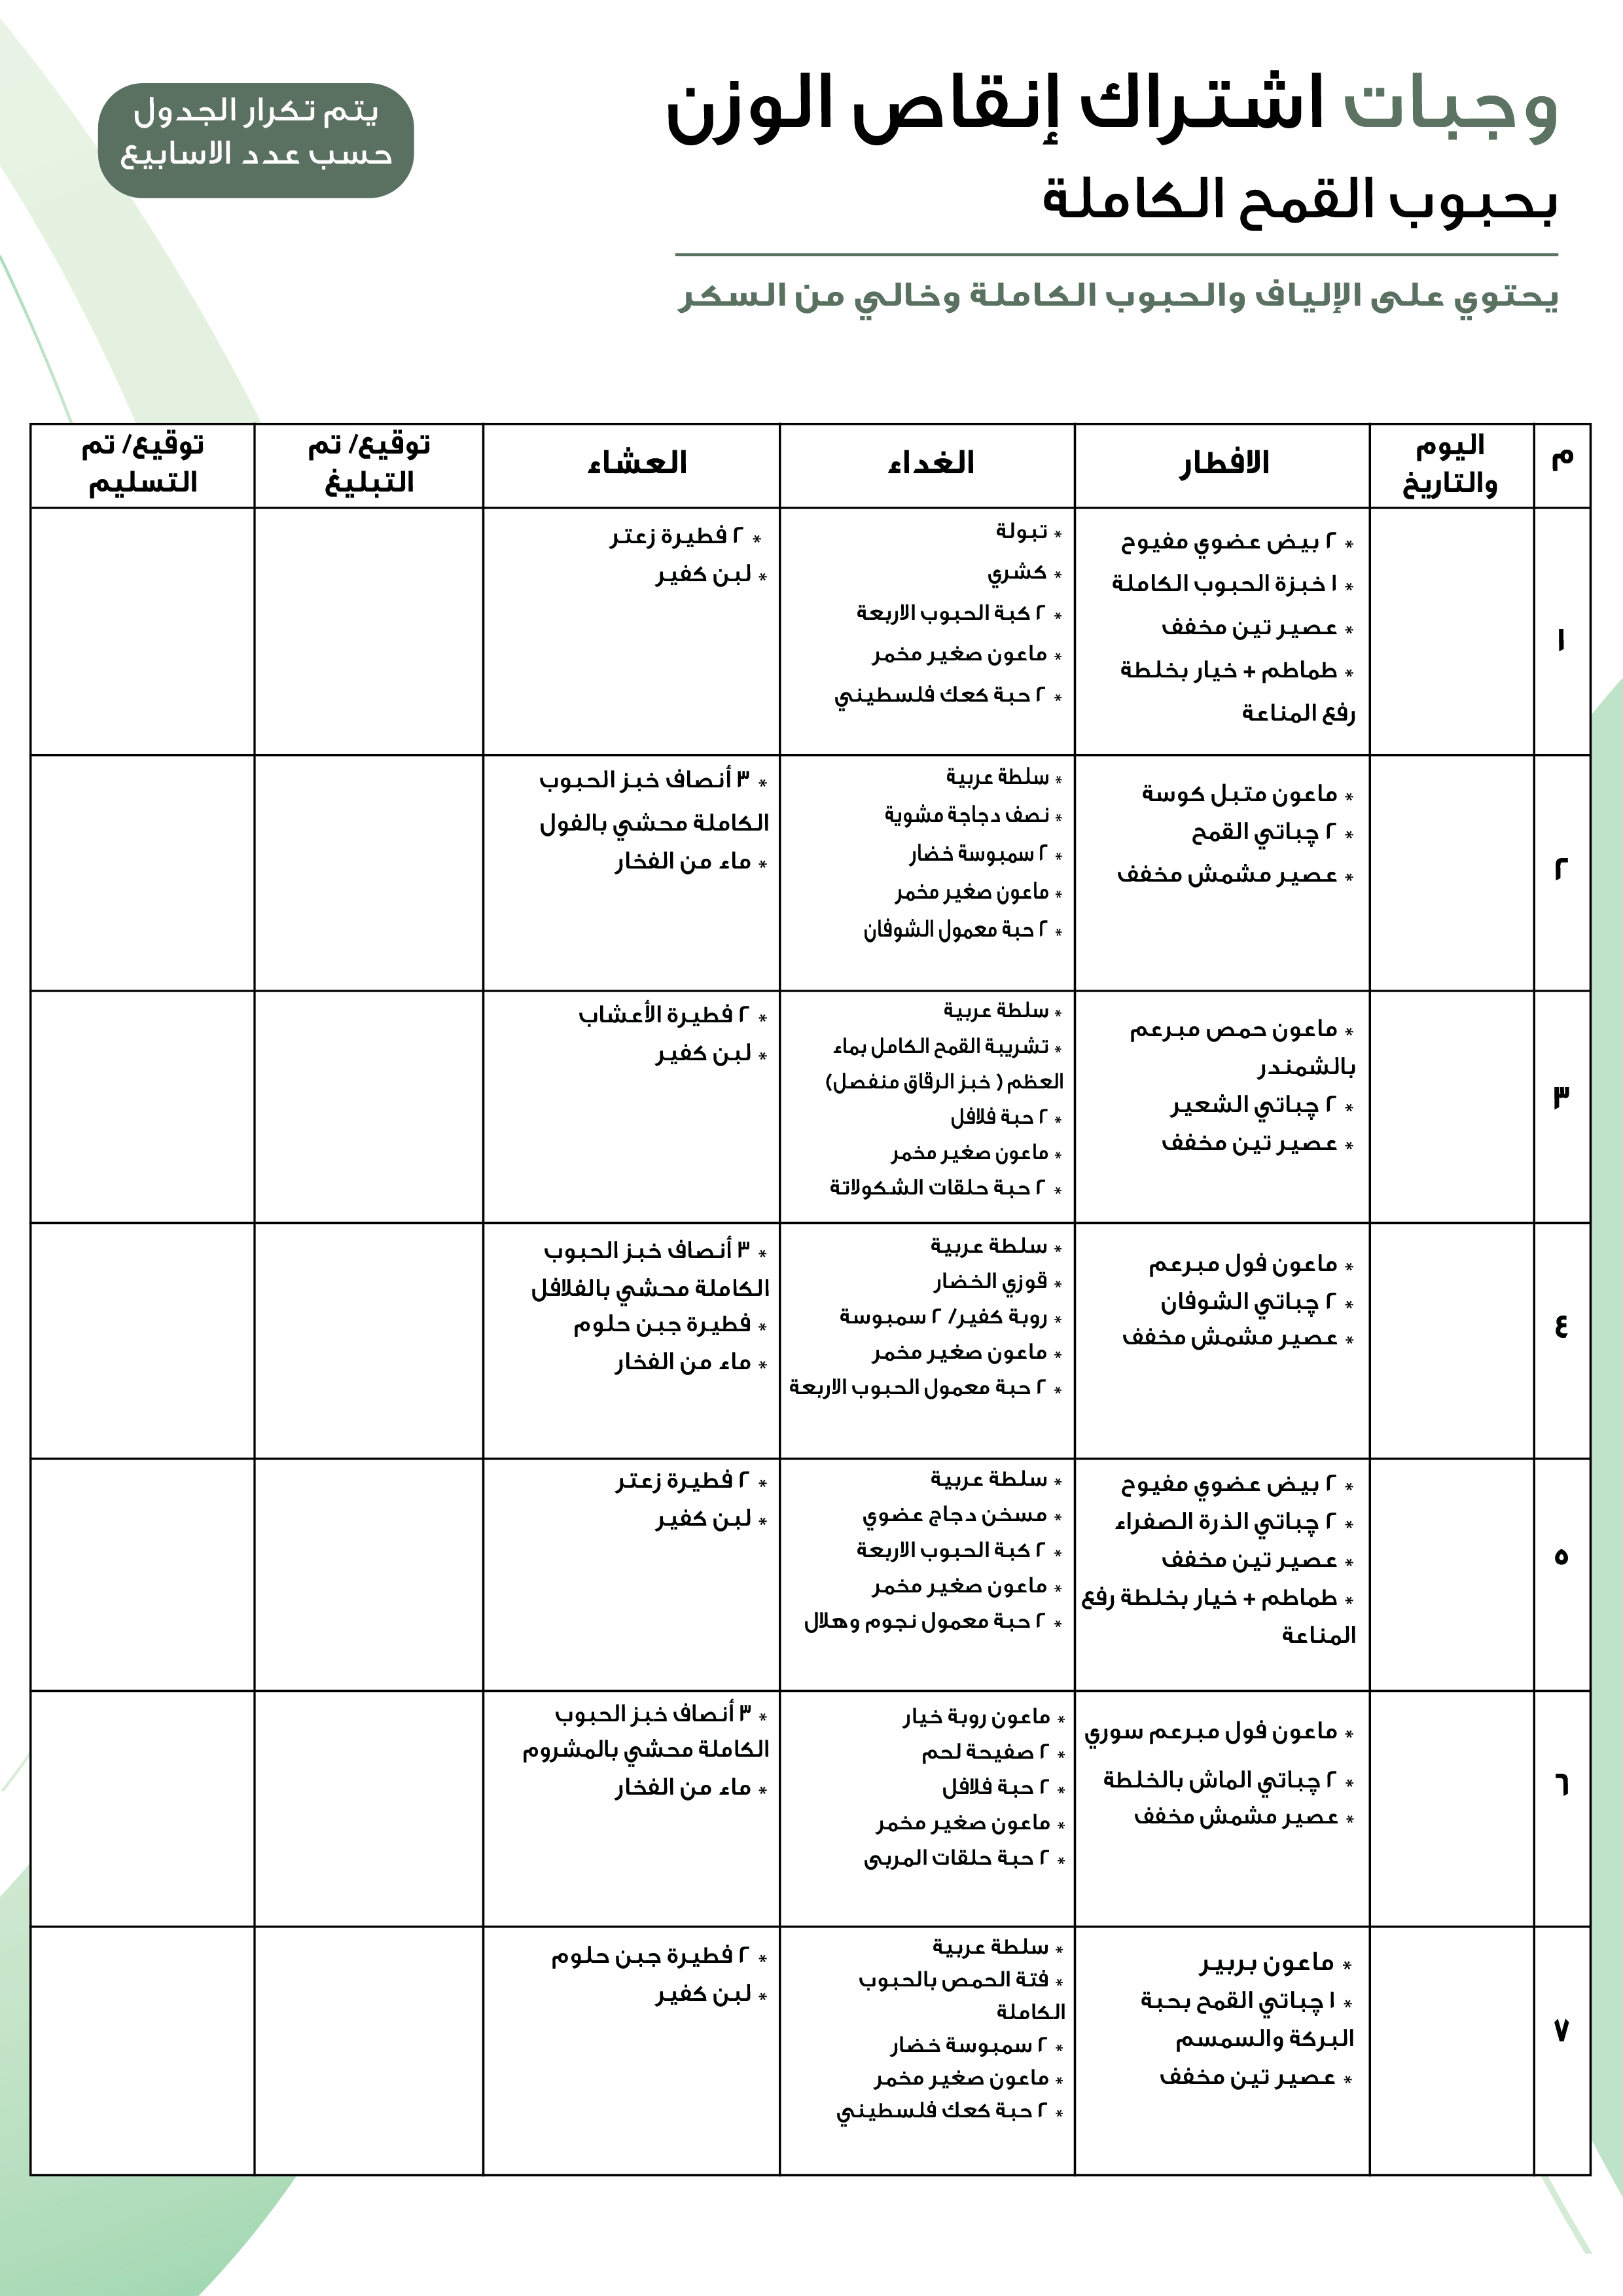 وجبات اشتراك إنقاص الوزن
بحبوب القمح الكاملة
يحتوي على الإلياف والحبوب الكاملة وخالي من السكر
يتم تكرار الجدول
حسب عدد الاسابيع
م
اليوم
والتاريخ
الافطار
الغداء
العشاء
توقيع/ تم
التبليغ
توقيع/ تم
التسليم
١
* ٢ بيض عضوي مفيوح
* ١ خبزة الحبوب الكاملة
* عصير تين مخفف
* طماطم + خيار بخلطة
رفع المناعة
* تبولة
* كشري
* ٢ كبة الحبوب الاربعة
* ماعون صغير مخمر
* ٢ حبة كعك فلسطيني
* ٢ فطيرة زعتر
* لبن كفير
٢
* ماعون متبل كوسة
* ٢ چباتي القمح
* عصير مشمش مخفف
* سلطة عربية
* نصف دجاجة مشوية
* ٢ سمبوسة خضار
* ماعون صغير مخمر
* ٢ حبة معمول الشوفان
* ٣ أنصاف خبز الحبوب
الكاملة محشي بالفول
* ماء من الفخار
٣
* ماعون حمص مبرعم
بالشمندر
* ٢ چباتي الشعير
* عصير تين مخفف
* سلطة عربية
* تشريبة القمح الكامل بماء
العظم ( خبز الرقاق منفصل)
* ٢ حبة فلافل
* ماعون صغير مخمر
* ٢ حبة حلقات الشكولاتة
* ٢ فطيرة الأعشاب
* لبن كفير
٤
* ماعون فول مبرعم
* ٢ چباتي الشوفان
* عصير مشمش مخفف
* سلطة عربية
* قوزي الخضار
* روبة كفير/ ٢ سمبوسة
* ماعون صغير مخمر
* ٢ حبة معمول الحبوب الاربعة
* ٣ أنصاف خبز الحبوب
الكاملة محشي بالفلافل
* فطيرة جبن حلوم
* ماء من الفخار
٥
* ٢ بيض عضوي مفيوح
* ٢ چباتي الذرة الصفراء
* عصير تين مخفف
* طماطم + خيار بخلطة رفع
المناعة
* سلطة عربية
* مسخن دجاج عضوي
* ٢ كبة الحبوب الاربعة
* ماعون صغير مخمر
* ٢ حبة معمول نجوم وهلال
* ٢ فطيرة زعتر
* لبن كفير
٦
* ماعون فول مبرعم سوري
* ٢ چباتي الماش بالخلطة
* عصير مشمش مخفف
* ماعون روبة خيار
* ٢ صفيحة لحم
* ٢ حبة فلافل
* ماعون صغير مخمر
* ٢ حبة حلقات المربى
* ٣ أنصاف خبز الحبوب
الكاملة محشي بالمشروم
* ماء من الفخار
٧
* ماعون بربير
* ١ چباتي القمح بحبة
البركة والسمسم
* عصير تين مخفف
* سلطة عربية
* فتة الحمص بالحبوب
الكاملة
* ٢ سمبوسة خضار
* ماعون صغير مخمر
* ٢ حبة كعك فلسطيني
* ٢ فطيرة جبن حلوم
* لبن كفير